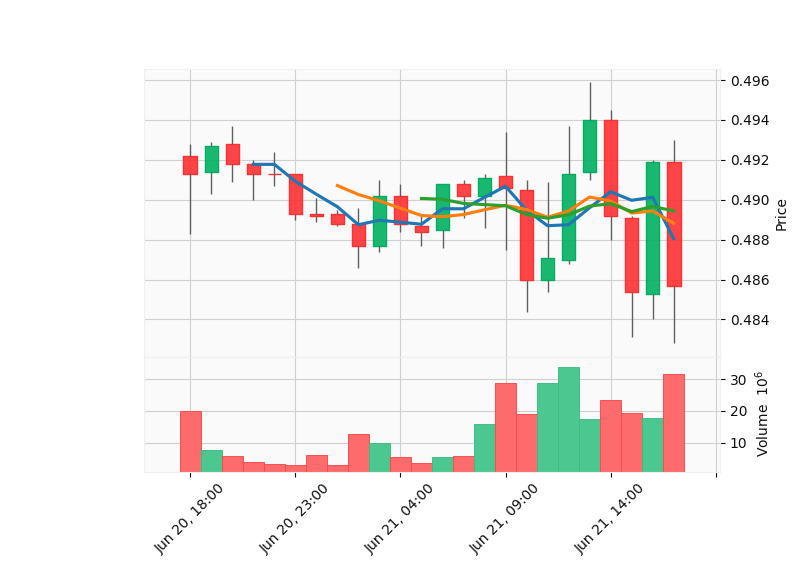 0.496
0.494
0.492
0.490
0.488
0.486
0.484
Price
30
20
10
Volume 10^6
Jun 20, 18:00
Jun 20, 23:00
Jun 21, 04:00
Jun 21, 09:00
Jun 21, 14:00